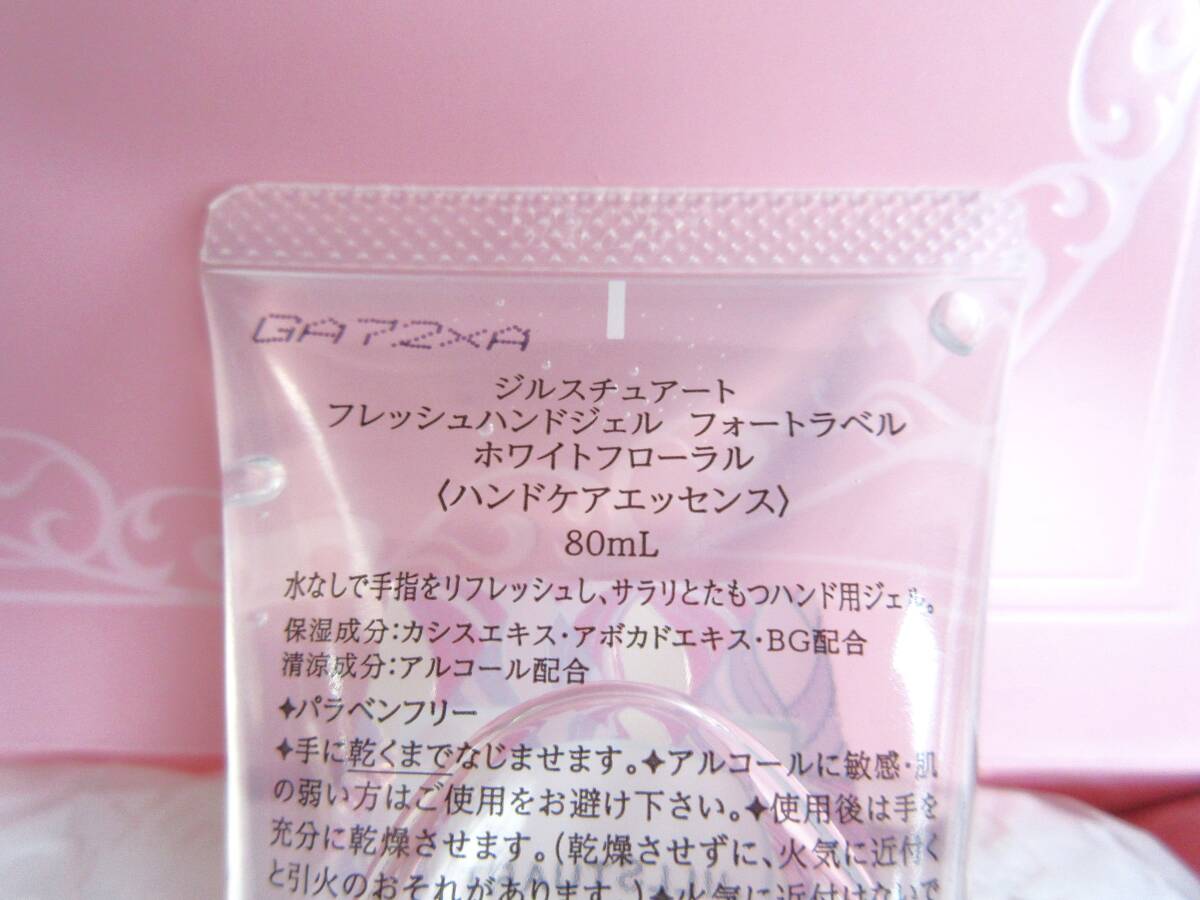 GA72XA
ジルスチュアート
フレッシュハンドジェル フォートラベル
ホワイトフローラル
〈ハンドケアエッセンス〉
80mL
水なしで手指をリフレッシュし、サラリとたもつハンド用ジェル。
保湿成分：カシスエキス・アボカドエキス・BG配合
清涼成分：アルコール配合
✦パラベンフリー
✦手に乾くまでなじませます。✦アルコールに敏感・肌
の弱い方はご使用をお避け下さい。✦使用後は手を
充分に乾燥させます。（乾燥させずに、火気に近付く
と引火のおそれがあります。）✦火気に近付けないで